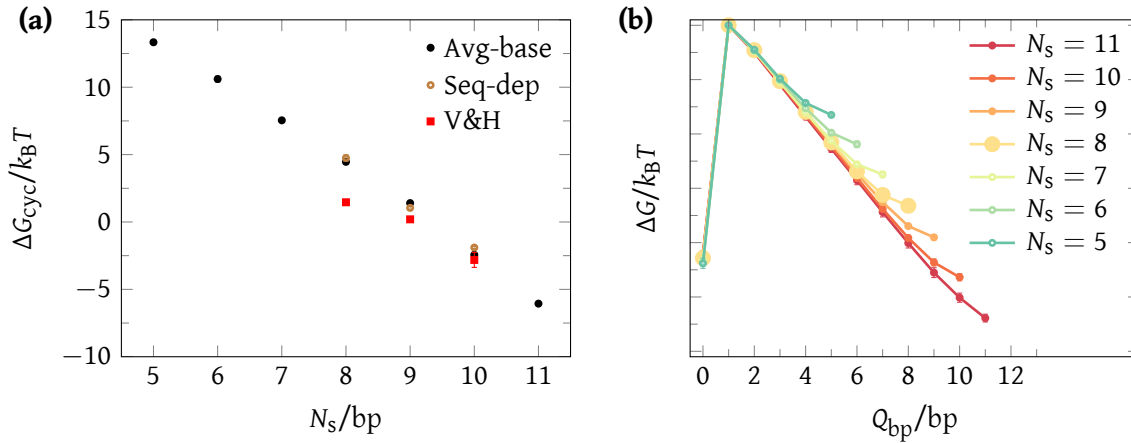 (a)
15
10
5
0
−5
−10
ΔG_cyc/k_BT
5 6 7 8 9 10 11
N_s/bp
Avg-base
Seq-dep
V&H
(b)
ΔG/k_BT
0 2 4 6 8 10 12
Q_bp/bp
N_s = 11
N_s = 10
N_s = 9
N_s = 8
N_s = 7
N_s = 6
N_s = 5